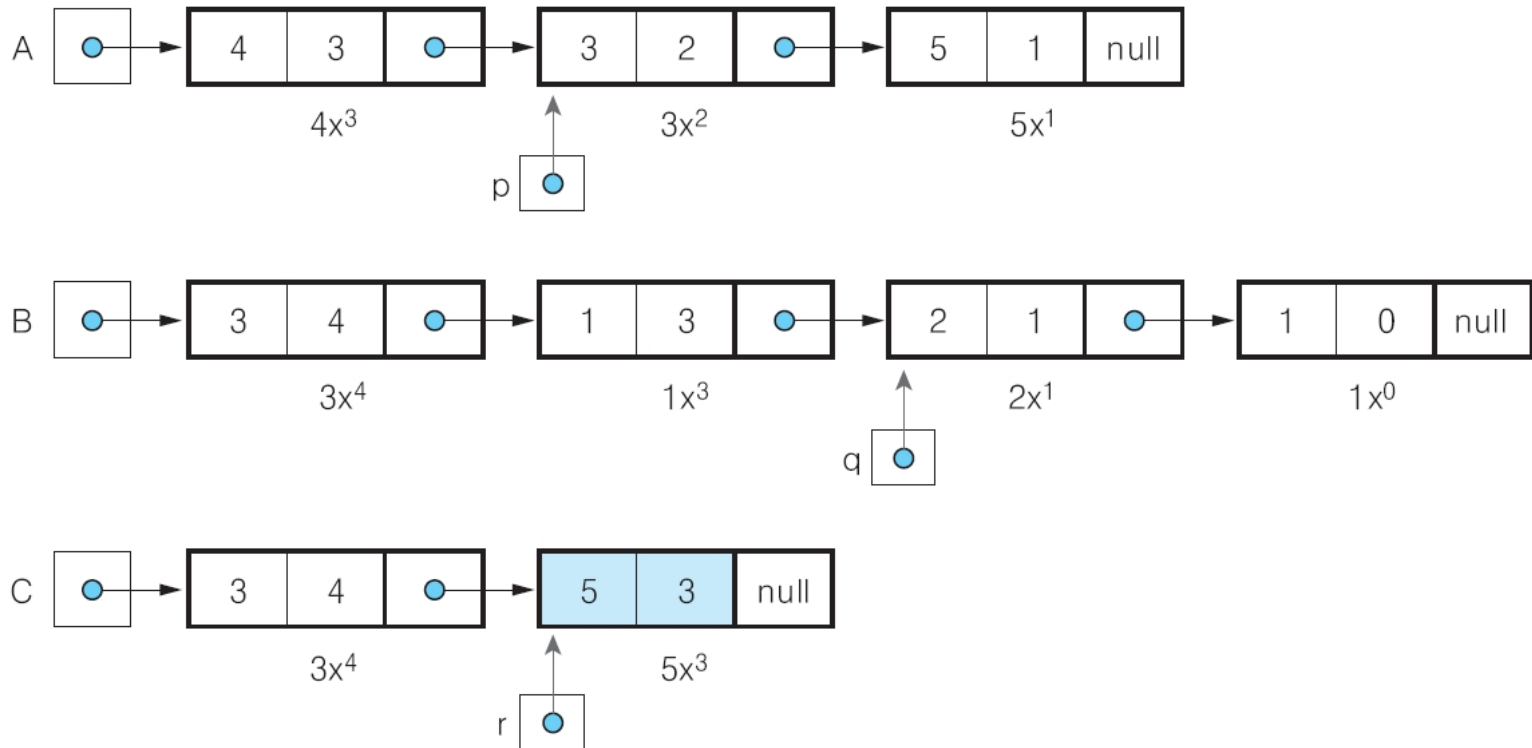 A 4 3 3 2 5 1 null
4x³ 3x² 5x¹
p
B 3 4 1 3 2 1 1 0 null
3x⁴ 1x³ 2x¹ 1x⁰
q
C 3 4 5 3 null
3x⁴ 5x³
r